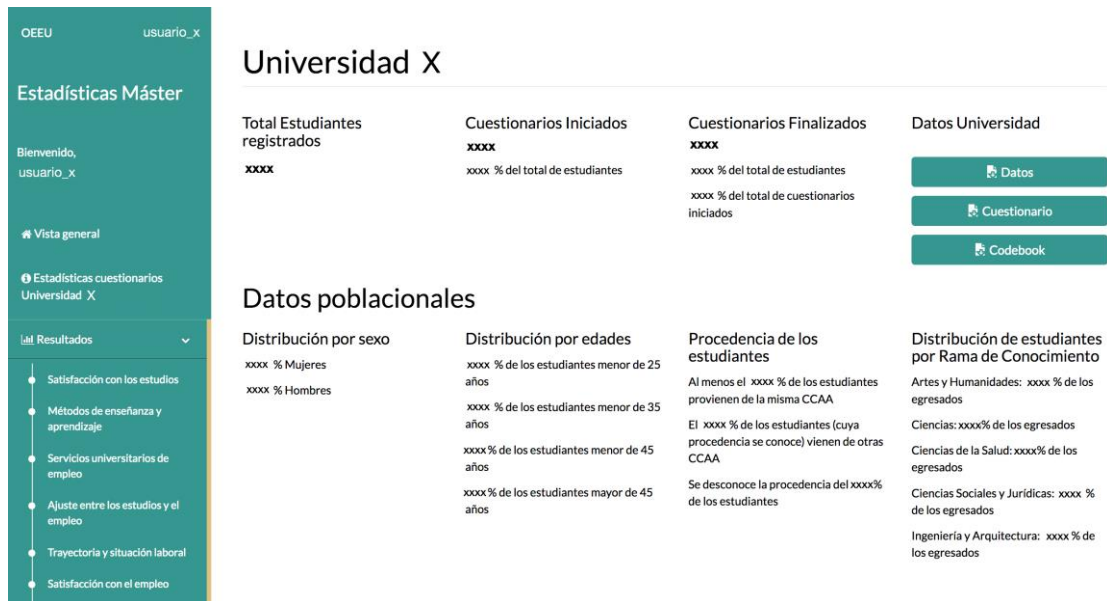 OEEU
usuario_x
Estadísticas Máster
Bienvenido,
usuario_x
Vista general
Estadísticas cuestionarios
Universidad X
Resultados
Satisfacción con los estudios
Métodos de enseñanza y
aprendizaje
Servicios universitarios de
empleo
Ajuste entre los estudios y el
empleo
Trayectoria y situación laboral
Satisfacción con el empleo
Universidad X
Total Estudiantes
registrados
xxxx
Cuestionarios Iniciados
xxxx
xxxx % del total de estudiantes
Cuestionarios Finalizados
xxxx
xxxx % del total de estudiantes
xxxx % del total de cuestionarios
iniciados
Datos Universidad
Datos
Cuestionario
Codebook
Datos poblacionales
Distribución por sexo
xxxx % Mujeres
xxxx % Hombres
Distribución por edades
xxxx % de los estudiantes menor de 25
años
xxxx % de los estudiantes menor de 35
años
xxxx % de los estudiantes menor de 45
años
xxxx % de los estudiantes mayor de 45
años
Procedencia de los
estudiantes
Al menos el xxxx % de los estudiantes
provienen de la misma CCAA
El xxxx % de los estudiantes (cuya
procedencia se conoce) vienen de otras
CCAA
Se desconoce la procedencia del xxxx%
de los estudiantes
Distribución de estudiantes
por Rama de Conocimiento
Artes y Humanidades: xxxx % de los
egresados
Ciencias: xxxx% de los egresados
Ciencias de la Salud: xxxx% de los
egresados
Ciencias Sociales y Jurídicas: xxxx %
de los egresados
Ingeniería y Arquitectura: xxxx % de
los egresados